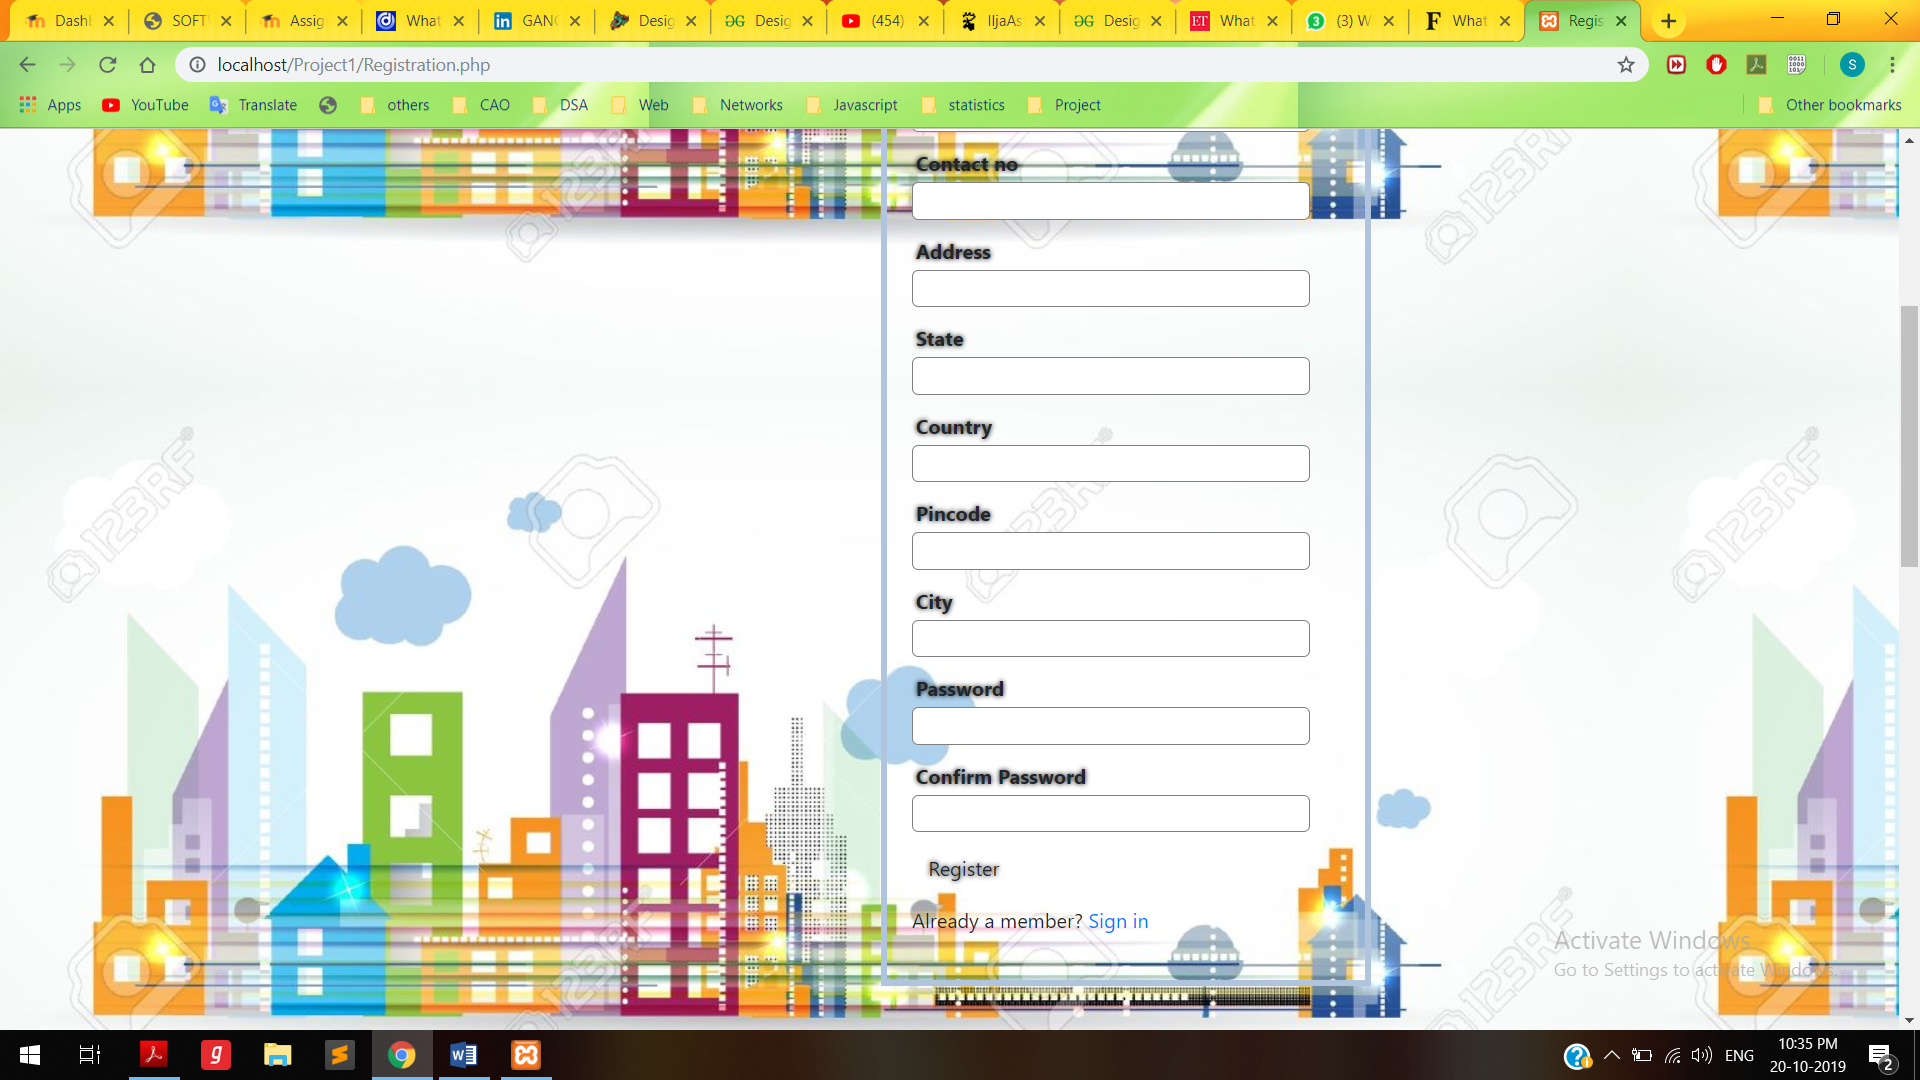 Dashl SOFT Assig What GANG Desig Desig (454) IljaAs Desig What (3) W What Regis
localhost/Project1/Registration.php S
Apps YouTube Translate others CAO DSA Web Networks Javascript statistics Project Other bookmarks
Contact no
Address
State
Country
Pincode
City
Password
Confirm Password
Register
Already a member? Sign in
123RF
Activate Windows
Go to Settings to activate Windows.
ENG
10:35 PM
20-10-2019
2